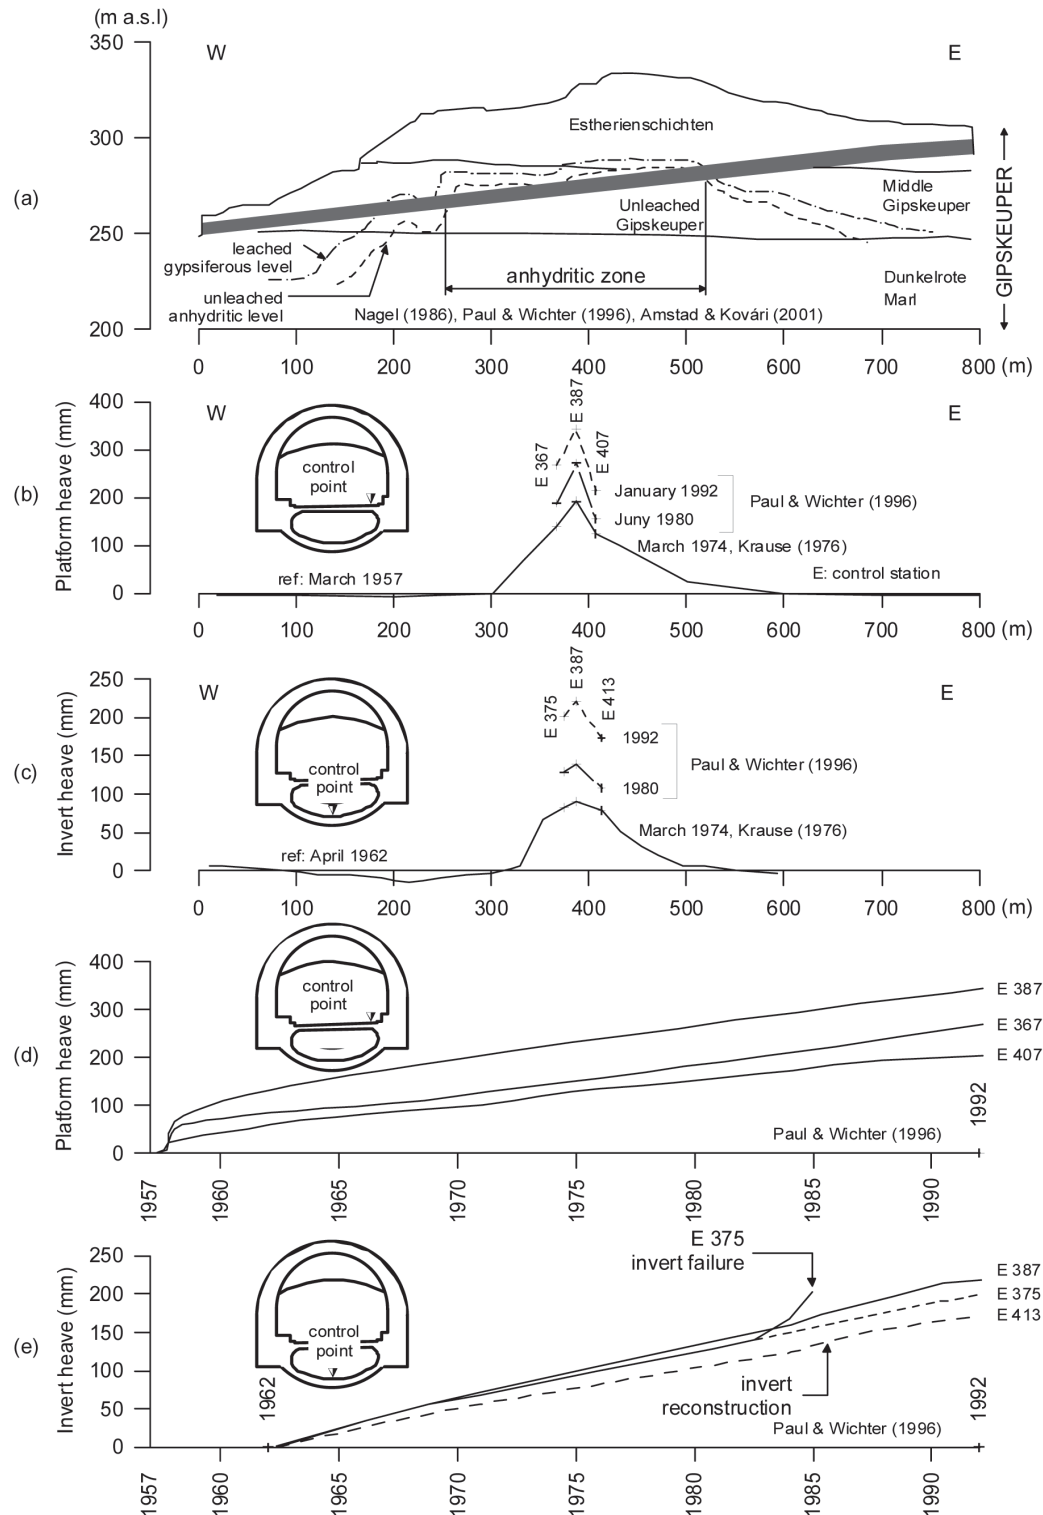 (m a.s.l)
350
300
250
200
W
E
(a)
Estherienschichten
Middle
Gipskeuper
Unleached
Gipskeuper
GIPSKEUPER
leached
gypsiferous level
unleached
anhydritic level
anhydritic zone
Dunkelrote
Marl
Nagel (1986), Paul & Wichter (1996), Amstad & Kovári (2001)
0 100 200 300 400 500 600 700 800 (m)
(b)
Platform heave (mm)
400
300
200
100
0
W
E
control
point
E 367
E 387
E 407
January 1992
Juny 1980
Paul & Wichter (1996)
March 1974, Krause (1976)
ref: March 1957
E: control station
0 100 200 300 400 500 600 700 800 (m)
(c)
Invert heave (mm)
250
200
150
100
50
0
W
E
control
point
E 375
E 387
E 413
1992
1980
Paul & Wichter (1996)
March 1974, Krause (1976)
ref: April 1962
0 100 200 300 400 500 600 700 800 (m)
(d)
Platform heave (mm)
400
300
200
100
0
control
point
E 387
E 367
E 407
1992
Paul & Wichter (1996)
1957 1960 1965 1970 1975 1980 1985 1990
(e)
Invert heave (mm)
250
200
150
100
50
0
control
point
E 375
invert failure
E 387
E 375
E 413
invert
reconstruction
1962
1992
Paul & Wichter (1996)
1957 1960 1965 1970 1975 1980 1985 1990